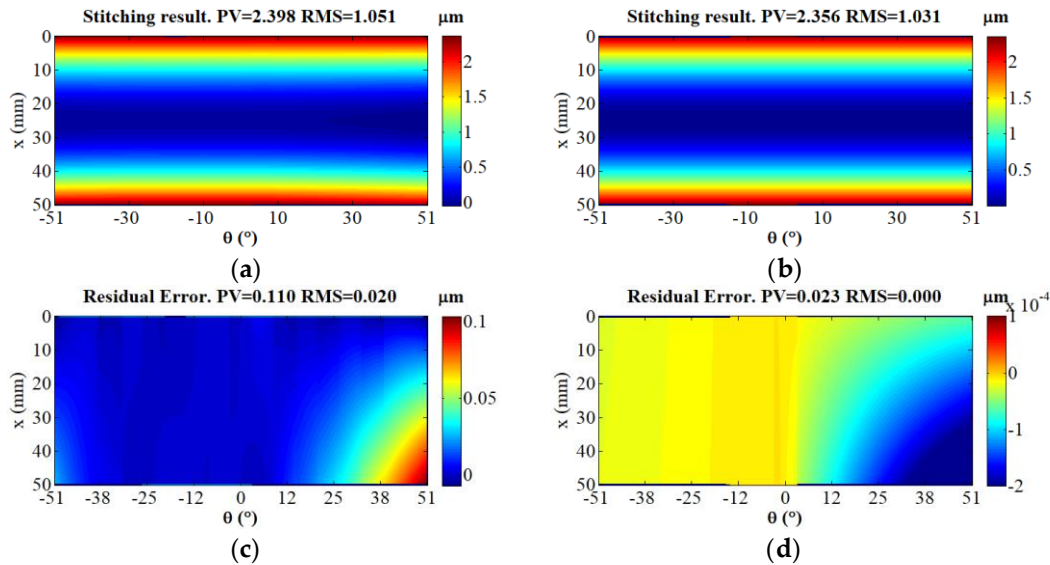 Stitching result. PV=2.398 RMS=1.051 μm
0
10
20
30
40
50
x (mm)
-51 -30 -10 10 30 51
θ (°)
2
1.5
1
0.5
0
(a)
Stitching result. PV=2.356 RMS=1.031 μm
0
10
20
30
40
50
x (mm)
-51 -30 -10 10 30 51
θ (°)
2
1.5
1
0.5
(b)
Residual Error. PV=0.110 RMS=0.020 μm
0
10
20
30
40
50
x (mm)
-51 -38 -25 -12 0 12 25 38 51
θ (°)
0.1
0.05
0
(c)
Residual Error. PV=0.023 RMS=0.000 μm
x 10-4
0
10
20
30
40
50
x (mm)
-51 -38 -25 -12 0 12 25 38 51
θ (°)
1
0
-1
-2
(d)